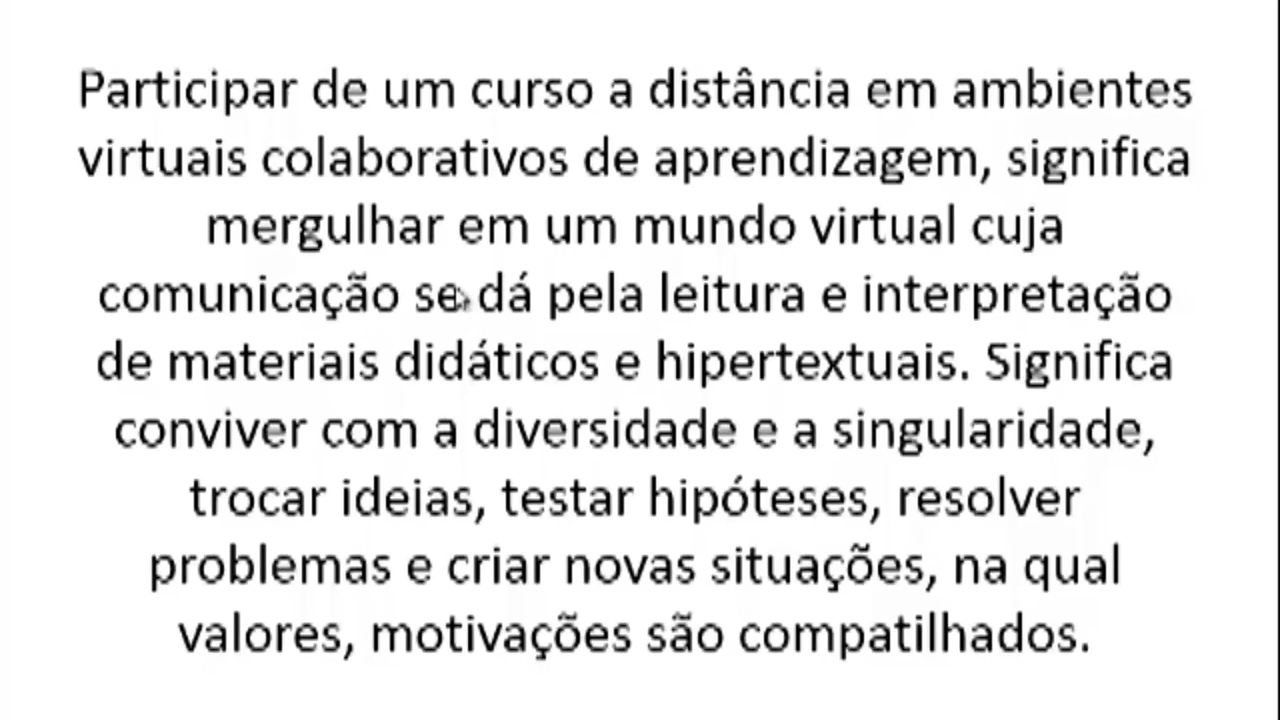 Participar de um curso a distância em ambientes
virtuais colaborativos de aprendizagem, significa
mergulhar em um mundo virtual cuja
comunicação se dá pela leitura e interpretação
de materiais didáticos e hipertextuais. Significa
conviver com a diversidade e a singularidade,
trocar ideias, testar hipóteses, resolver
problemas e criar novas situações, na qual
valores, motivações são compatilhados.